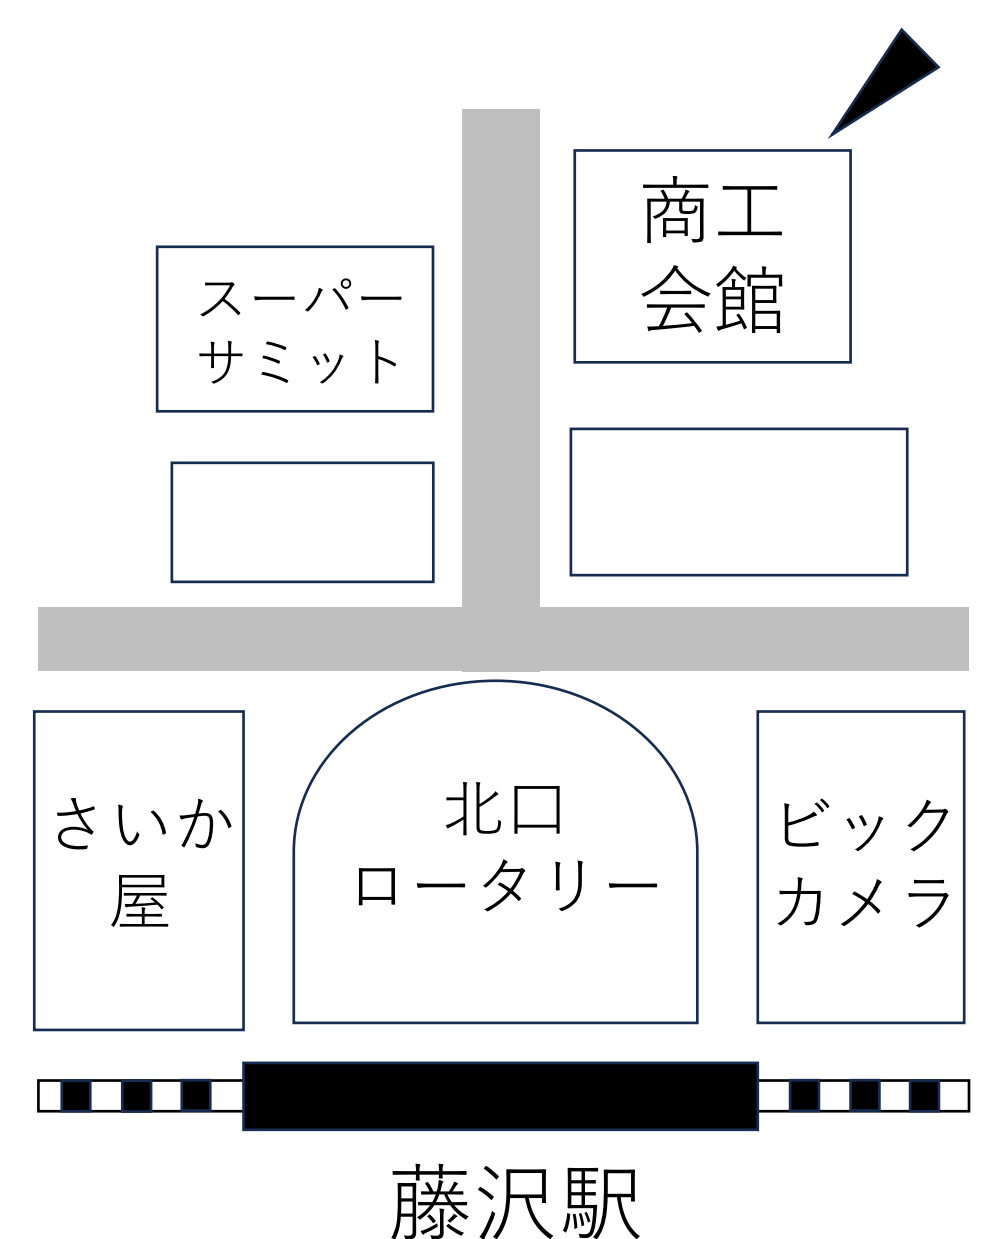 商工
会館
スーパー
サミット
さいか
屋
北口
ロータリー
ビック
カメラ
藤沢駅